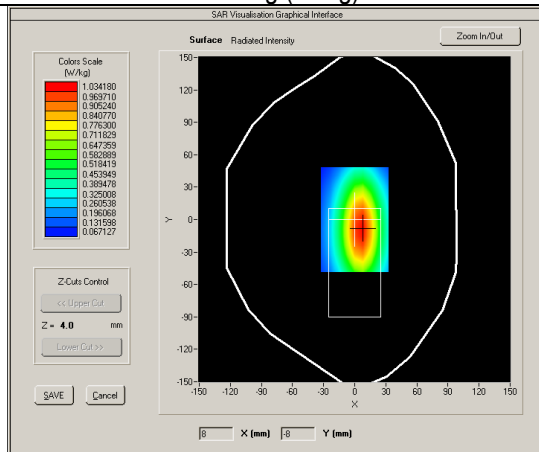 SAR Visualisation Graphical Interface
Surface Radiated Intensity
Zoom In/Out
Colors Scale
(W/kg)
1.034180
0.969710
0.905240
0.840770
0.776300
0.711829
0.647359
0.582889
0.518419
0.453949
0.389478
0.325008
0.260538
0.196068
0.131598
0.067127
Z-Cuts Control
<< Upper Cut
Z = 4.0 mm
Lower Cut >>
SAVE Cancel
150-
120-
90-
60-
30-
0-
-30-
-60-
-90-
-120-
-150-
Y
-150 -120 -90 -60 -30 0 30 60 90 120 150
X
8 X (mm) -8 Y (mm)